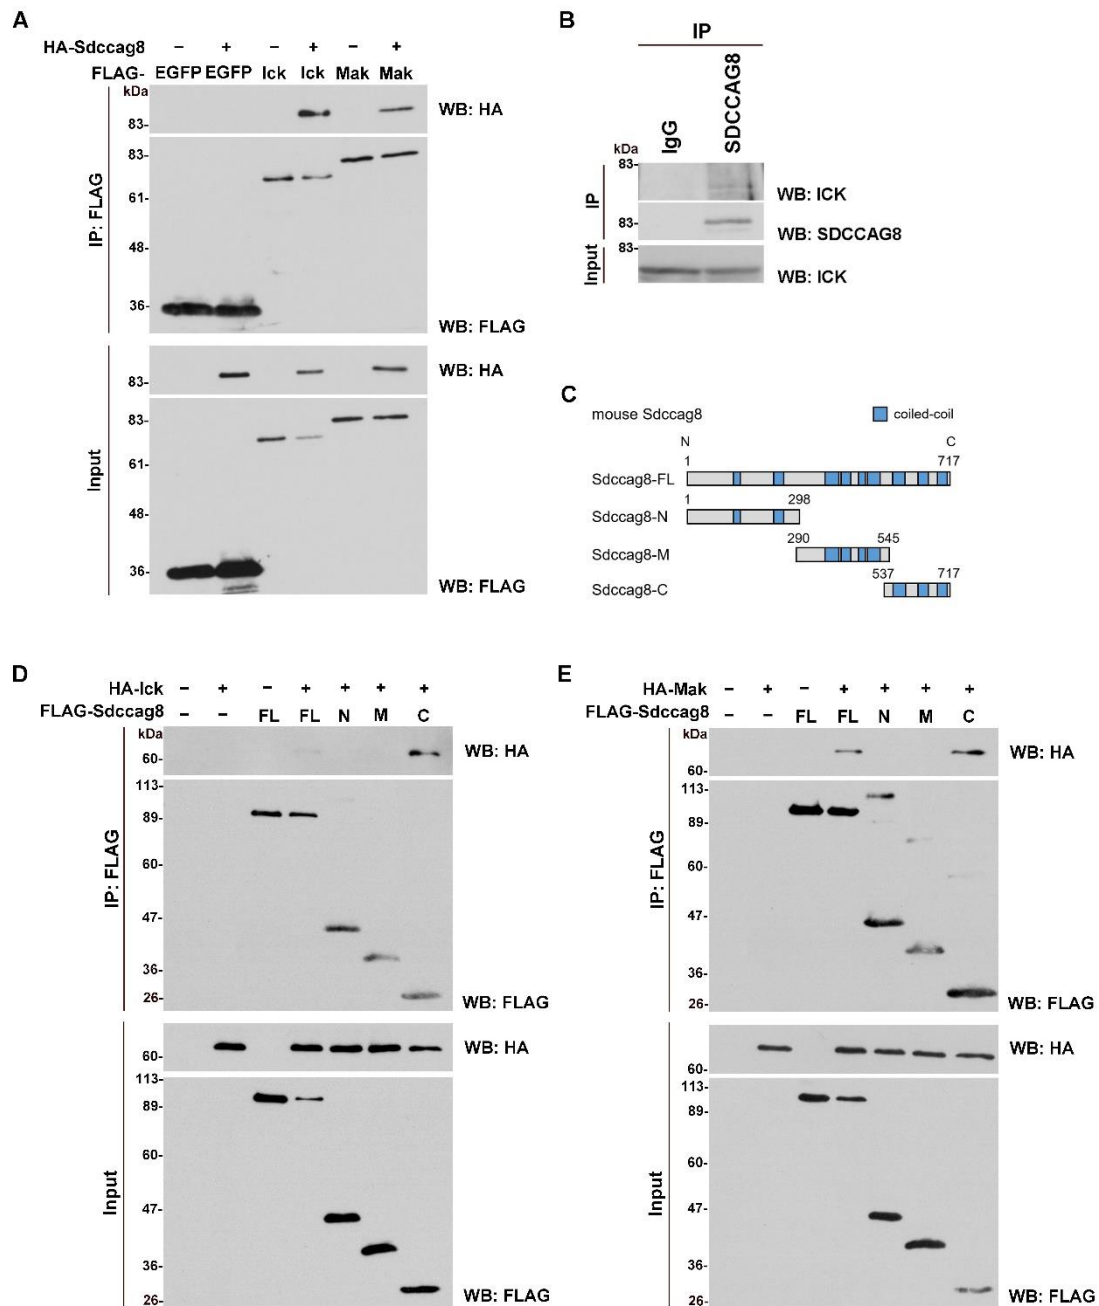 A
HA-Sdccag8 – + – + – +
FLAG- EGFP EGFP Ick Ick Mak Mak
kDa
83-
WB: HA
83-
61-
48-
36-
WB: FLAG
IP: FLAG
83-
WB: HA
83-
61-
48-
36-
WB: FLAG
Input
B
IP
IgG SDCCAG8
kDa
83-
WB: ICK
83-
WB: SDCCAG8
IP
83-
WB: ICK
Input
C
mouse Sdccag8 coiled-coil
N C
1 717
Sdccag8-FL
1 298
Sdccag8-N
290 545
Sdccag8-M
537 717
Sdccag8-C
D
HA-Ick – + – + + + +
FLAG-Sdccag8 – – FL FL N M C
kDa
60-
WB: HA
113-
89-
60-
47-
36-
26-
WB: FLAG
IP: FLAG
60-
WB: HA
113-
89-
60-
47-
36-
26-
WB: FLAG
Input
E
HA-Mak – + – + + + +
FLAG-Sdccag8 – – FL FL N M C
kDa
60-
WB: HA
113-
89-
60-
47-
36-
26-
WB: FLAG
IP: FLAG
60-
WB: HA
113-
89-
60-
47-
36-
26-
WB: FLAG
Input